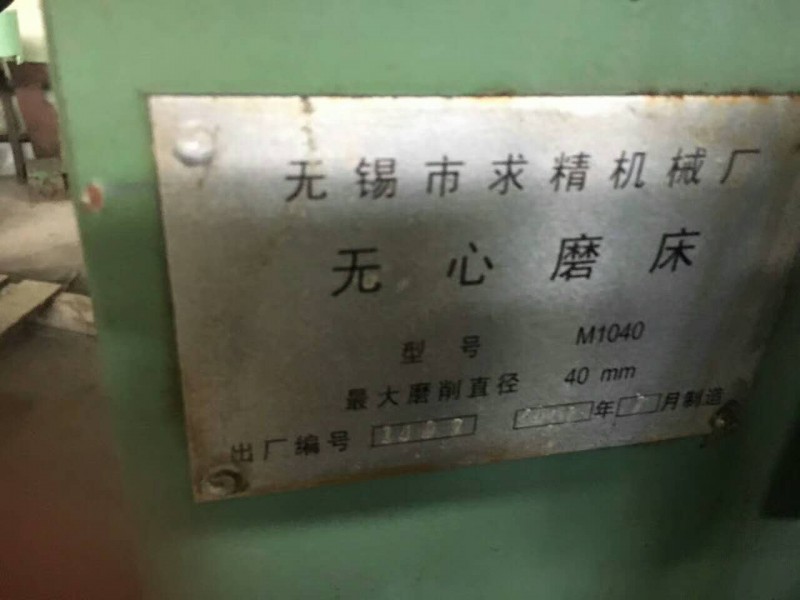 无锡市求精机械厂
无心磨床
型号 M1040
最大磨削直径 40 mm
出厂编号 年 月制造